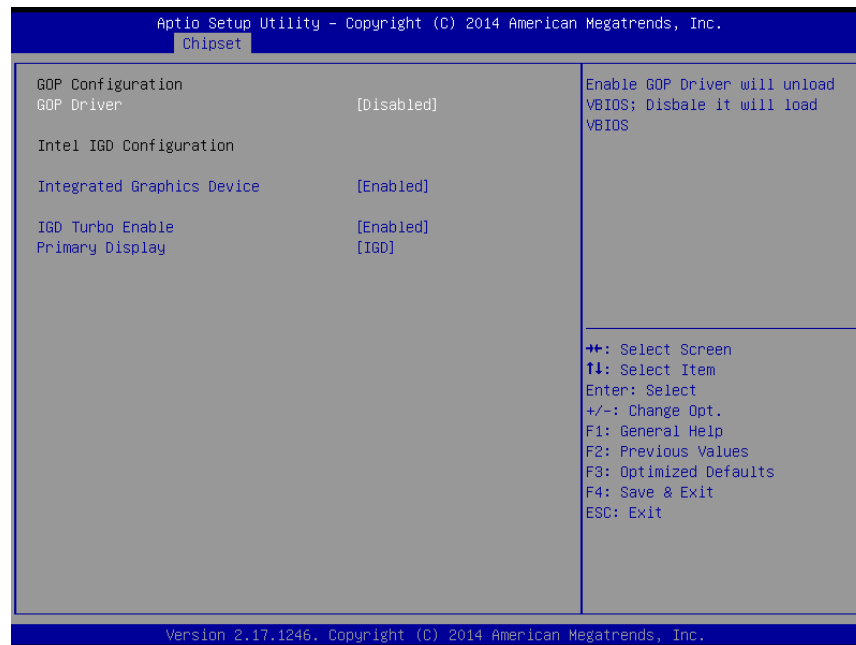 Aptio Setup Utility – Copyright (C) 2014 American Megatrends, Inc.
Chipset
GOP Configuration
GOP Driver [Disabled]
Intel IGD Configuration
Integrated Graphics Device [Enabled]
IGD Turbo Enable [Enabled]
Primary Display [IGD]
Enable GOP Driver will unload
VBIOS; Disbale it will load
VBIOS
→←: Select Screen
↑↓: Select Item
Enter: Select
+/-: Change Opt.
F1: General Help
F2: Previous Values
F3: Optimized Defaults
F4: Save & Exit
ESC: Exit
Version 2.17.1246. Copyright (C) 2014 American Megatrends, Inc.